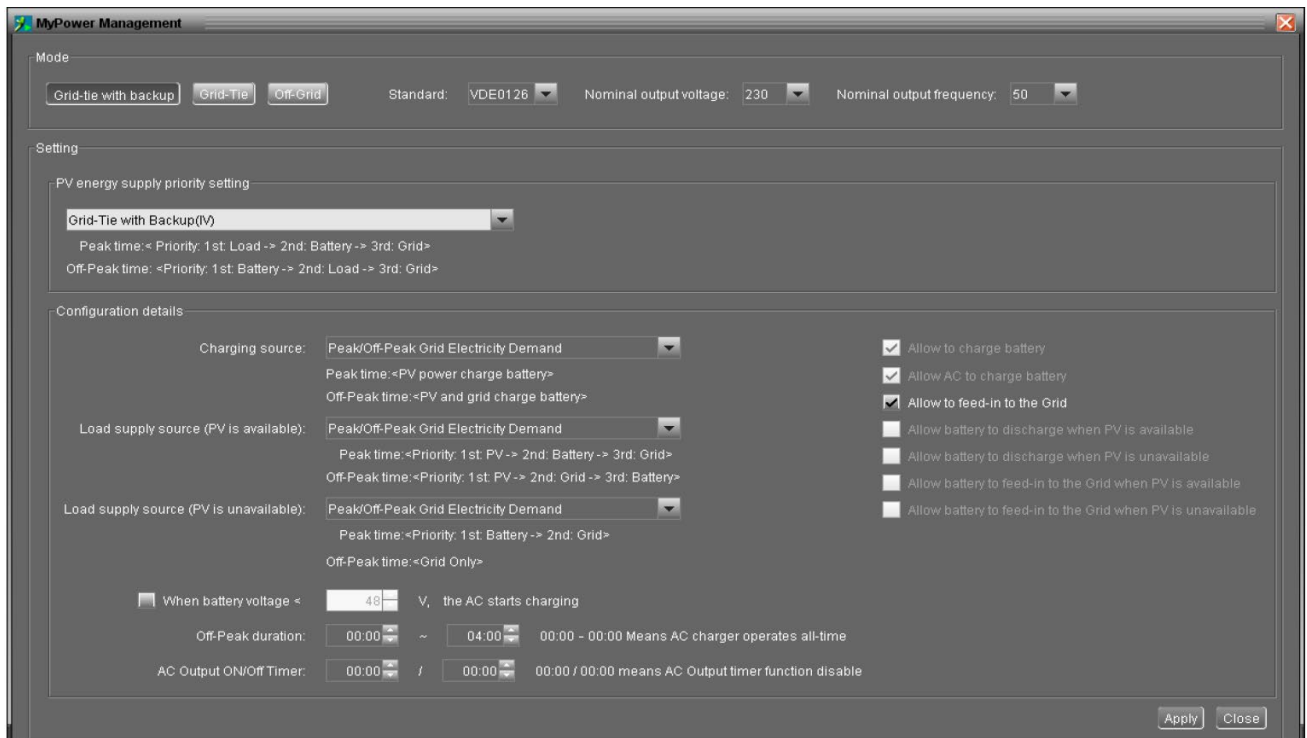 MyPower Management
Mode
Grid-tie with backup Grid-Tie Off-Grid Standard: VDE0126 Nominal output voltage: 230 Nominal output frequency: 50
Setting
PV energy supply priority setting
Grid-Tie with Backup(IV)
Peak time:< Priority: 1st: Load -> 2nd: Battery -> 3rd: Grid>
Off-Peak time: <Priority: 1st: Battery -> 2nd: Load -> 3rd: Grid>
Configuration details
Charging source: Peak/Off-Peak Grid Electricity Demand
Peak time:<PV power charge battery>
Off-Peak time:<PV and grid charge battery>
Load supply source (PV is available): Peak/Off-Peak Grid Electricity Demand
Peak time:<Priority: 1st: PV -> 2nd: Battery -> 3rd: Grid>
Off-Peak time:<Priority: 1st: PV -> 2nd: Grid -> 3rd: Battery>
Load supply source (PV is unavailable): Peak/Off-Peak Grid Electricity Demand
Peak time:<Priority: 1st: Battery -> 2nd: Grid>
Off-Peak time:<Grid Only>
When battery voltage < 48 V, the AC starts charging
Off-Peak duration: 00:00 ~ 04:00 00:00 - 00:00 Means AC charger operates all-time
AC Output ON/Off Timer: 00:00 / 00:00 00:00 / 00:00 means AC Output timer function disable
Allow to charge battery
Allow AC to charge battery
Allow to feed-in to the Grid
Allow battery to discharge when PV is available
Allow battery to discharge when PV is unavailable
Allow battery to feed-in to the Grid when PV is available
Allow battery to feed-in to the Grid when PV is unavailable
Apply Close